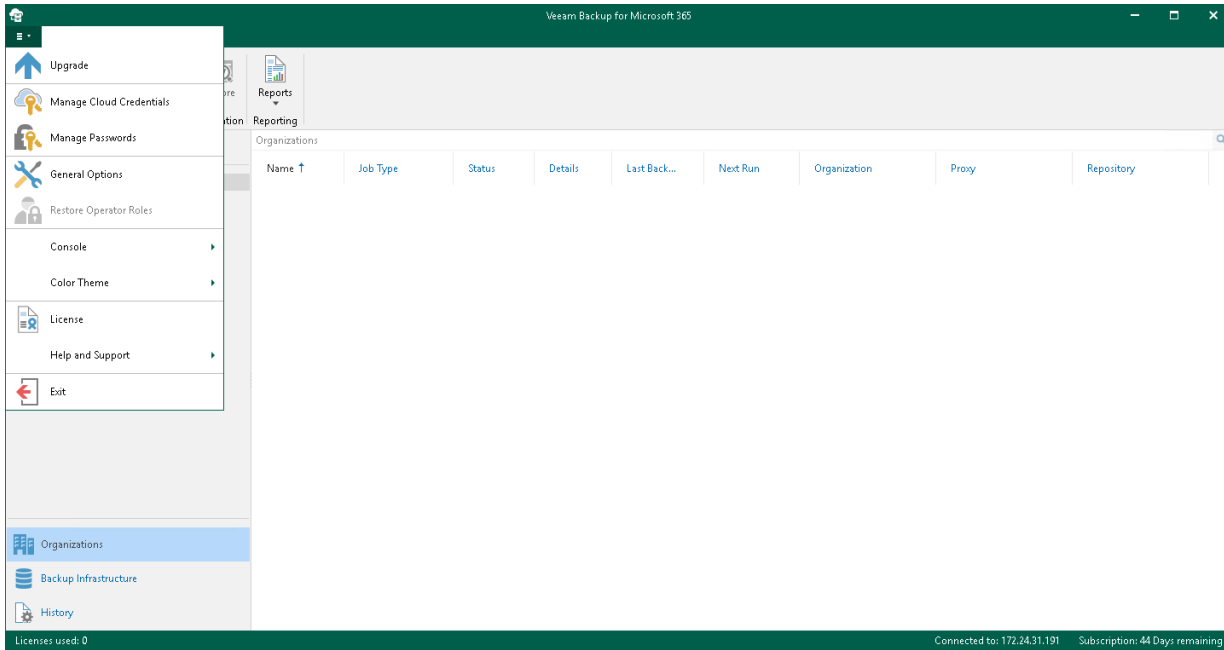 Veeam Backup for Microsoft 365
Upgrade
Manage Cloud Credentials
Manage Passwords
General Options
Restore Operator Roles
Console
Color Theme
License
Help and Support
Exit
Reports
Reporting
Organizations
Name Job Type Status Details Last Back... Next Run Organization Proxy Repository
Organizations
Backup Infrastructure
History
Licenses used: 0 Connected to: 172.24.31.191 Subscription: 44 Days remaining